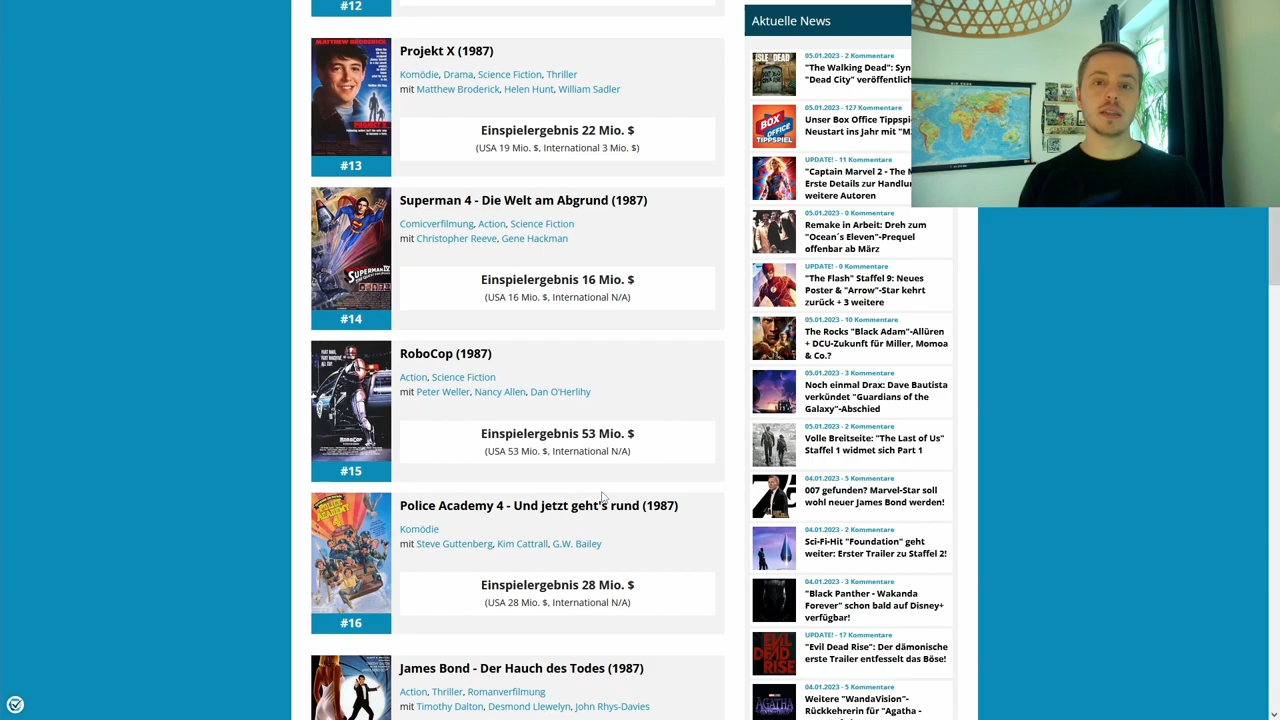 #12
Projekt X (1987)
Komödie, Drama, Science Fiction, Thriller
mit Matthew Broderick, Helen Hunt, William Sadler
Einspielergebnis 22 Mio. $
(USA 19 Mio. $, International 3 Mio. $)
MATTHEW BRODERICK
PROJECT X
#13
Superman 4 - Die Welt am Abgrund (1987)
Comicverfilmung, Action, Science Fiction
mit Christopher Reeve, Gene Hackman
Einspielergebnis 16 Mio. $
(USA 16 Mio. $, International N/A)
SUPERMAN IV
#14
RoboCop (1987)
Action, Science Fiction
mit Peter Weller, Nancy Allen, Dan O'Herlihy
Einspielergebnis 53 Mio. $
(USA 53 Mio. $, International N/A)
ROBOCOP
#15
Police Academy 4 - Und jetzt geht's rund (1987)
Komödie
mit Steve Guttenberg, Kim Cattrall, G.W. Bailey
Einspielergebnis 28 Mio. $
(USA 28 Mio. $, International N/A)
#16
James Bond - Der Hauch des Todes (1987)
Action, Thriller, Romanverfilmung
mit Timothy Dalton, Desmond Llewelyn, John Rhys-Davies
Aktuelle News
05.01.2023 - 2 Kommentare
"The Walking Dead": Syn
"Dead City" veröffentlich
05.01.2023 - 127 Kommentare
Unser Box Office Tippspi
Neustart ins Jahr mit "M
BOX
OFFICE
TIPPSPIEL
UPDATE! - 11 Kommentare
"Captain Marvel 2 - The M
Erste Details zur Handlun
weitere Autoren
05.01.2023 - 0 Kommentare
Remake in Arbeit: Dreh zum
"Ocean´s Eleven"-Prequel
offenbar ab März
UPDATE! - 0 Kommentare
"The Flash" Staffel 9: Neues
Poster & "Arrow"-Star kehrt
zurück + 3 weitere
05.01.2023 - 10 Kommentare
The Rocks "Black Adam"-Allüren
+ DCU-Zukunft für Miller, Momoa
& Co.?
05.01.2023 - 3 Kommentare
Noch einmal Drax: Dave Bautista
verkündet "Guardians of the
Galaxy"-Abschied
05.01.2023 - 2 Kommentare
Volle Breitseite: "The Last of Us"
Staffel 1 widmet sich Part 1
04.01.2023 - 5 Kommentare
007 gefunden? Marvel-Star soll
wohl neuer James Bond werden!
04.01.2023 - 2 Kommentare
Sci-Fi-Hit "Foundation" geht
weiter: Erster Trailer zu Staffel 2!
04.01.2023 - 3 Kommentare
"Black Panther - Wakanda
Forever" schon bald auf Disney+
verfügbar!
UPDATE! - 17 Kommentare
"Evil Dead Rise": Der dämonische
erste Trailer entfesselt das Böse!
EVIL
DEAD
RISE
04.01.2023 - 5 Kommentare
Weitere "WandaVision"-
Rückkehrerin für "Agatha -
AGATHA